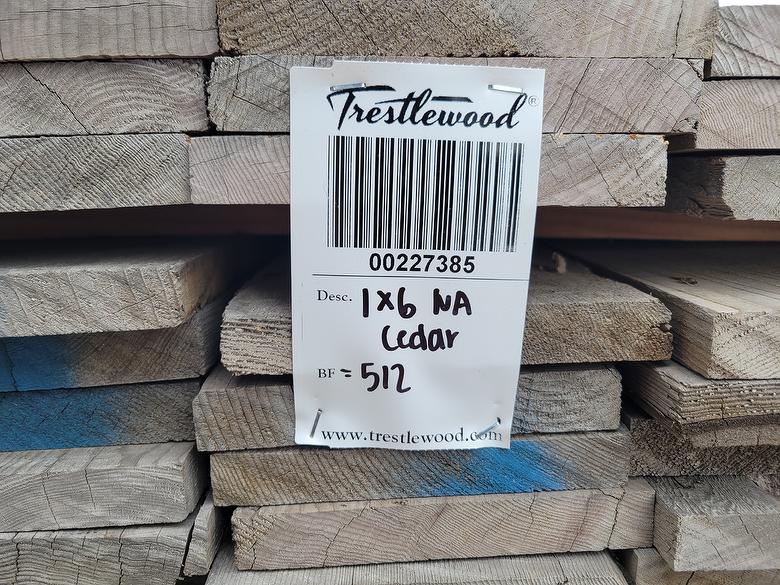 Trestlewood®
00227385
Desc. 1x6 NA
Cedar
BF = 512
www.trestlewood.com